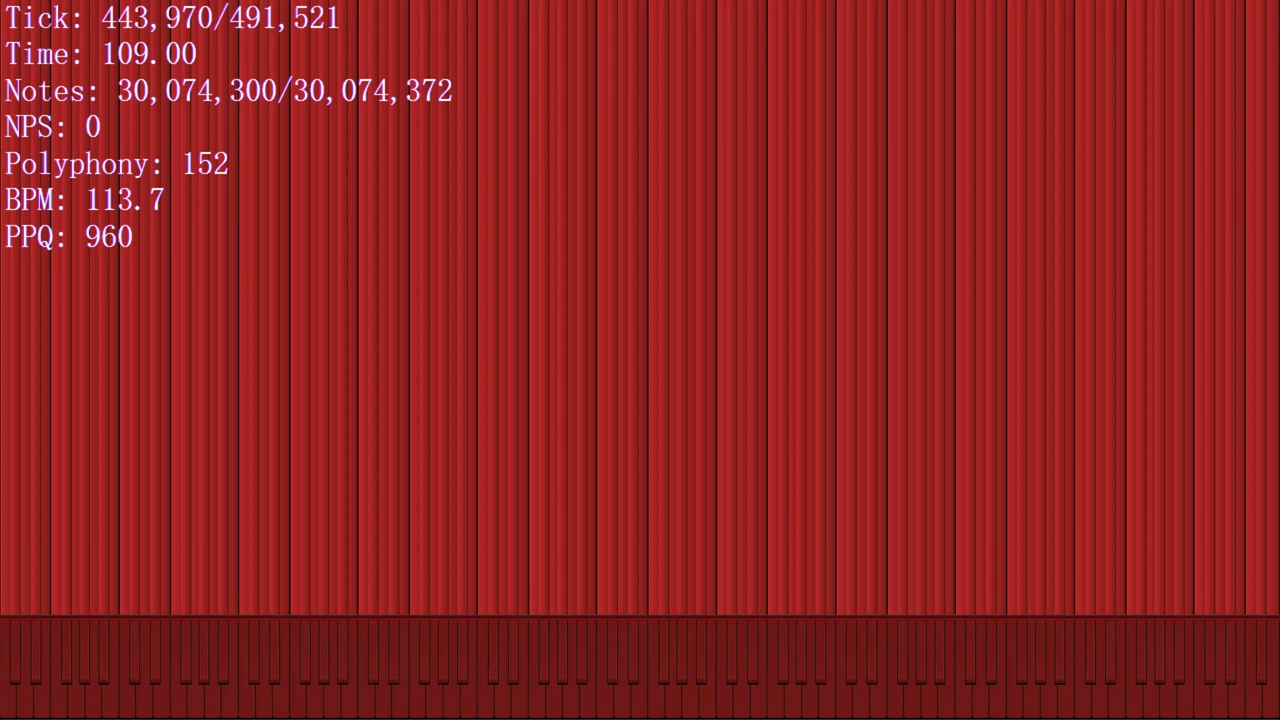 Tick: 443,970/491,521
Time: 109.00
Notes: 30,074,300/30,074,372
NPS: 0
Polyphony: 152
BPM: 113.7
PPQ: 960